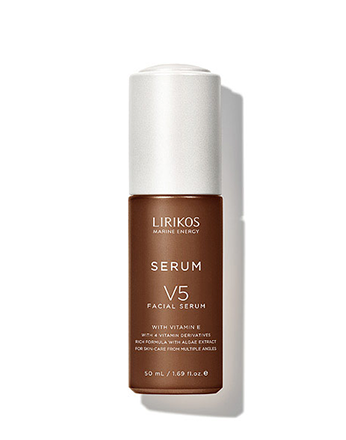 LIRIKOS
MARINE ENERGY
SERUM
V5
FACIAL SERUM
WITH VITAMIN E
WITH 4 VITAMIN DERIVATIVES
RICH FORMULA WITH ALGAE EXTRACT
FOR SKIN-CARE FROM MULTIPLE ANGLES
50 mL / 1.69 fl.oz.e